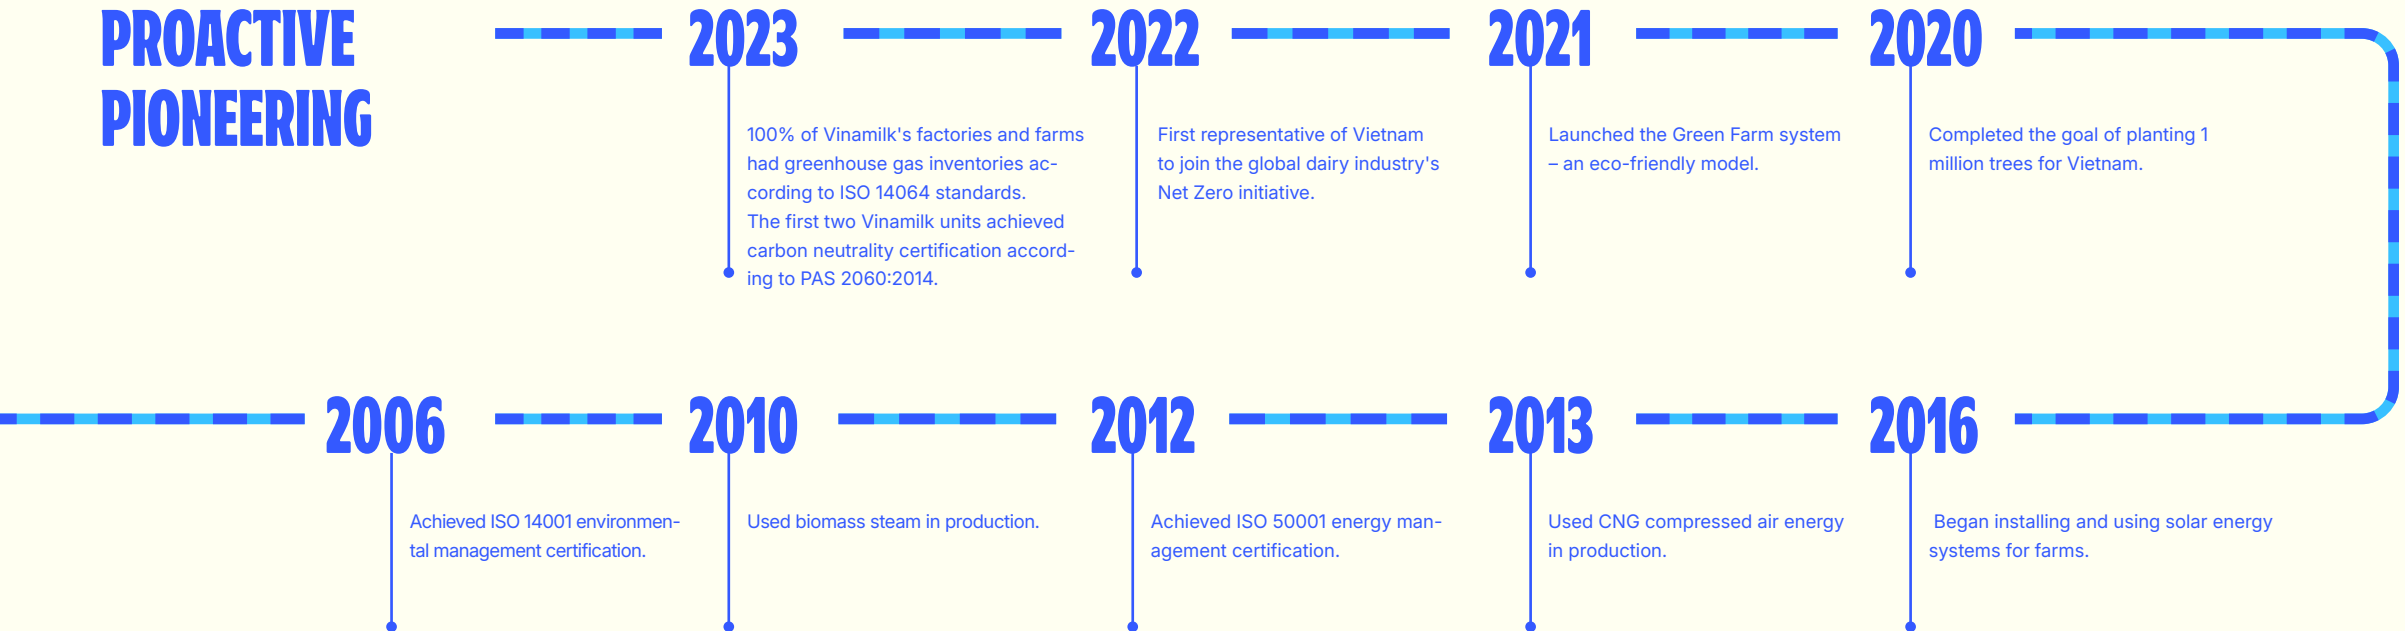 PROACTIVE
PIONEERING
2023
100% of Vinamilk's factories and farms
had greenhouse gas inventories ac-
cording to ISO 14064 standards.
The first two Vinamilk units achieved
carbon neutrality certification accord-
ing to PAS 2060:2014.
2022
First representative of Vietnam
to join the global dairy industry's
Net Zero initiative.
2021
Launched the Green Farm system
– an eco-friendly model.
2020
Completed the goal of planting 1
million trees for Vietnam.
2006
Achieved ISO 14001 environmen-
tal management certification.
2010
Used biomass steam in production.
2012
Achieved ISO 50001 energy man-
agement certification.
2013
Used CNG compressed air energy
in production.
2016
Began installing and using solar energy
systems for farms.